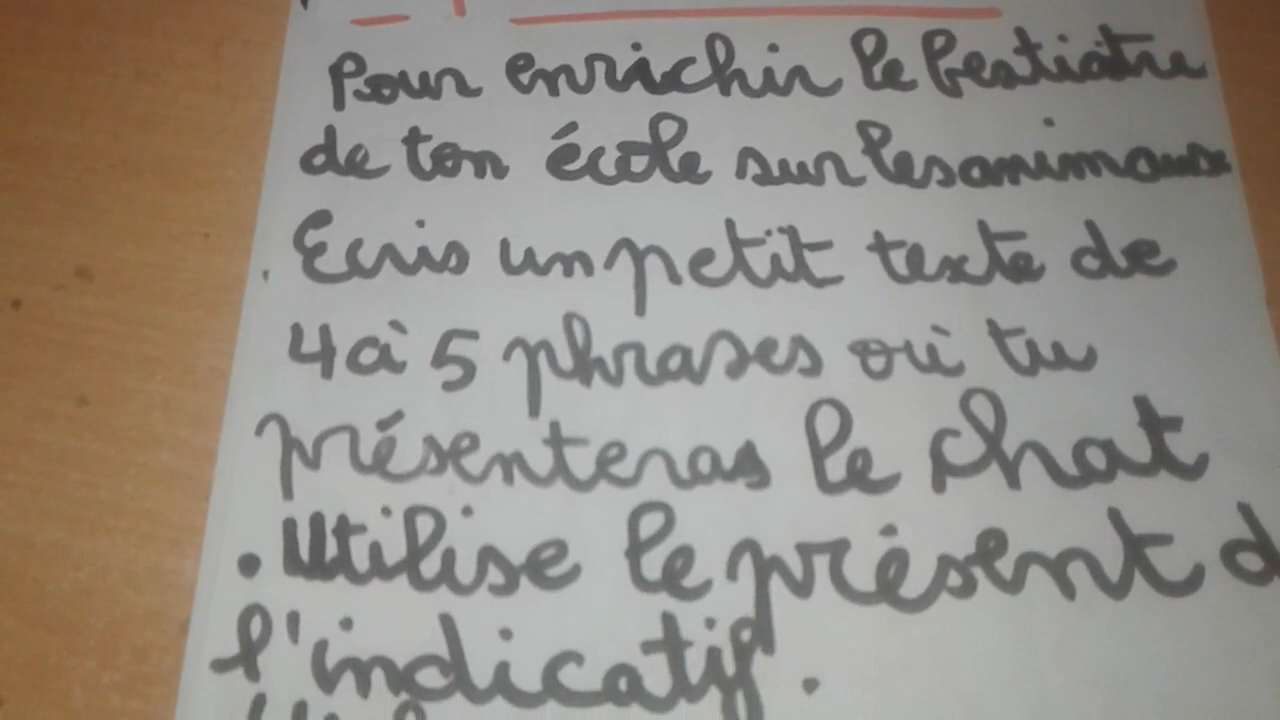 Pour enrichir le bestiaire
de ton école sur les animaux
. Ecris un petit texte de
4 à 5 phrases où tu
présenteras le chat
. Utilise le présent d
l'indicatif.